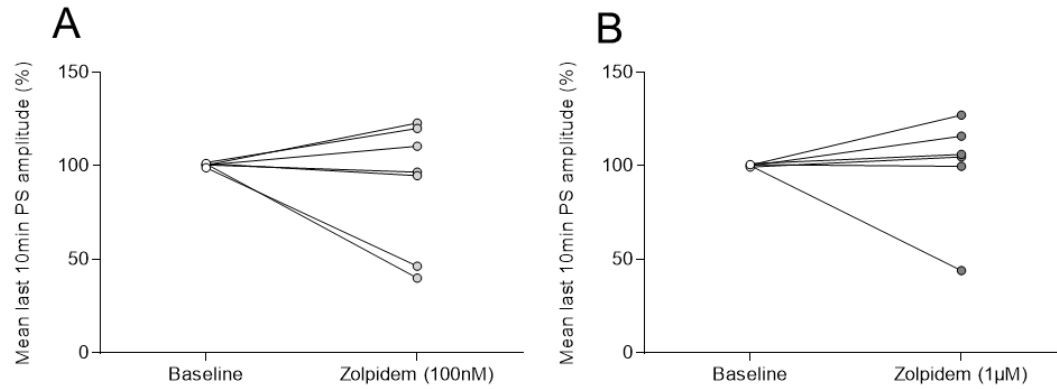 A
Mean last 10min PS amplitude (%)
150
100
50
0
Baseline
Zolpidem (100nM)
B
Mean last 10min PS amplitude (%)
150
100
50
0
Baseline
Zolpidem (1µM)